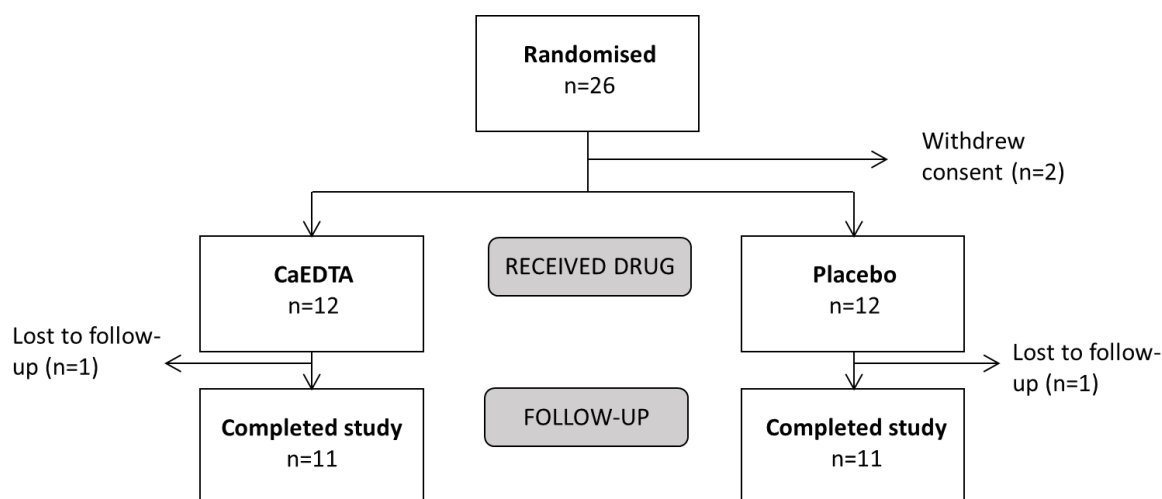 Randomised
n=26
Withdrew
consent (n=2)
CaEDTA
n=12
RECEIVED DRUG
Placebo
n=12
Lost to follow-
up (n=1)
Lost to follow-
up (n=1)
Completed study
n=11
FOLLOW-UP
Completed study
n=11